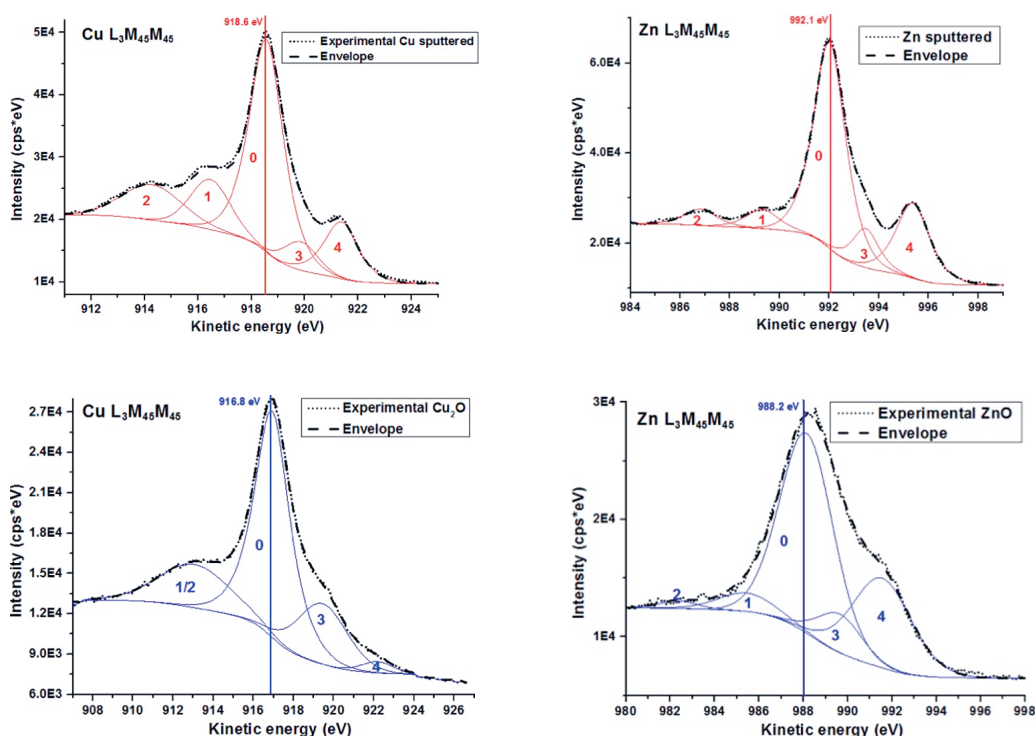 Cu L₃M₄₅M₄₅
918.6 eV
Experimental Cu sputtered
Envelope
5E4
4E4
3E4
2E4
1E4
Intensity (cps*eV)
0
1
2
3
4
912 914 916 918 920 922 924
Kinetic energy (eV)
Zn L₃M₄₅M₄₅
992.1 eV
Zn sputtered
Envelope
6.0E4
4.0E4
2.0E4
Intensity (cps*eV)
0
1
2
3
4
984 986 988 990 992 994 996 998
Kinetic energy (eV)
Cu L₃M₄₅M₄₅
916.8 eV
Experimental Cu₂O
Envelope
2.7E4
2.4E4
2.1E4
1.8E4
1.5E4
1.2E4
9.0E3
6.0E3
Intensity (cps*eV)
0
1/2
3
4
908 910 912 914 916 918 920 922 924 926
Kinetic energy (eV)
Zn L₃M₄₅M₄₅
988.2 eV
Experimental ZnO
Envelope
3E4
2E4
1E4
Intensity (cps*eV)
0
2
1
3
4
980 982 984 986 988 990 992 994 996 998
Kinetic energy (eV)